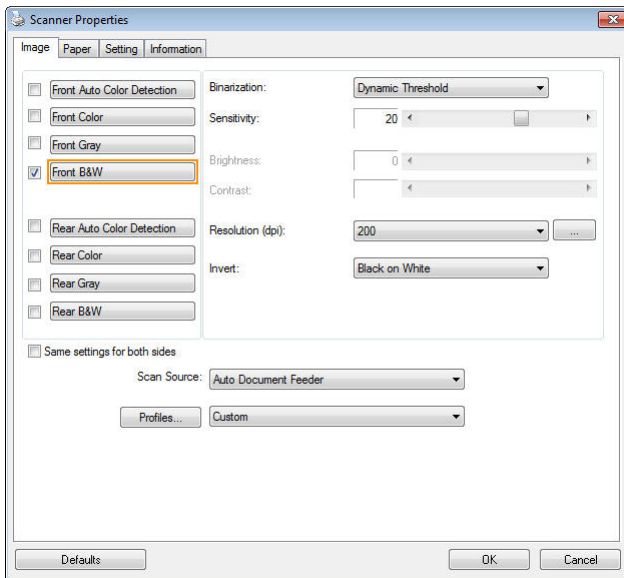 Scanner Properties
Image Paper Setting Information
Front Auto Color Detection
Front Color
Front Gray
Front B&W
Rear Auto Color Detection
Rear Color
Rear Gray
Rear B&W
Binarization: Dynamic Threshold
Sensitivity: 20
Brightness: 0
Contrast:
Resolution (dpi): 200 ...
Invert: Black on White
Same settings for both sides
Scan Source: Auto Document Feeder
Profiles... Custom
Defaults OK Cancel